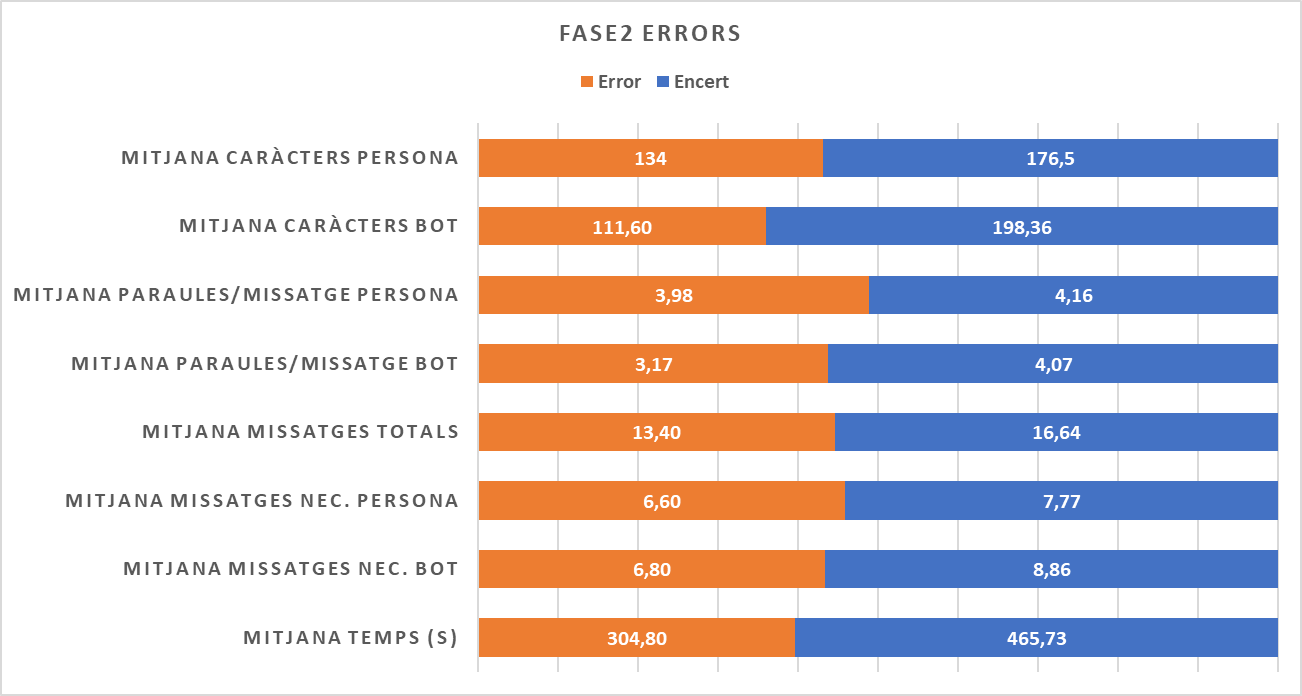 FASE2 ERRORS
Error Encert
MITJANA CARÀCTERS PERSONA 134 176,5
MITJANA CARÀCTERS BOT 111,60 198,36
MITJANA PARAULES/MISSATGE PERSONA 3,98 4,16
MITJANA PARAULES/MISSATGE BOT 3,17 4,07
MITJANA MISSATGES TOTALS 13,40 16,64
MITJANA MISSATGES NEC. PERSONA 6,60 7,77
MITJANA MISSATGES NEC. BOT 6,80 8,86
MITJANA TEMPS (S) 304,80 465,73